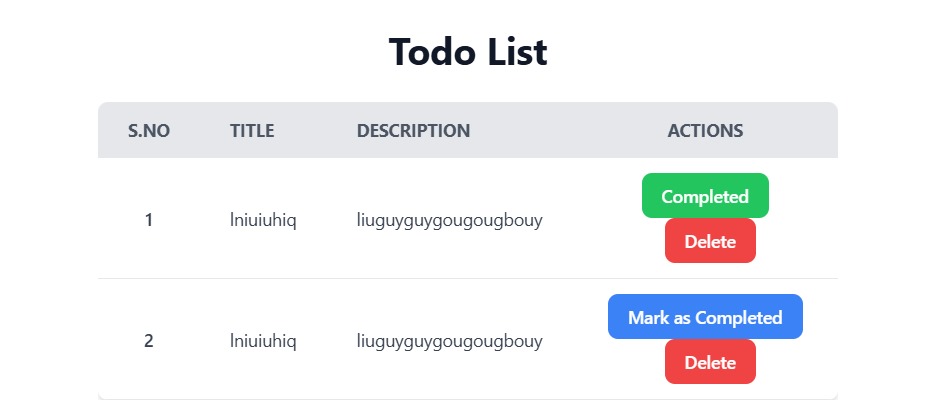 Todo List
S.NO TITLE DESCRIPTION ACTIONS
1 lniuiuhiq liuguyguygougougbouy Completed
Delete
2 lniuiuhiq liuguyguygougougbouy Mark as Completed
Delete